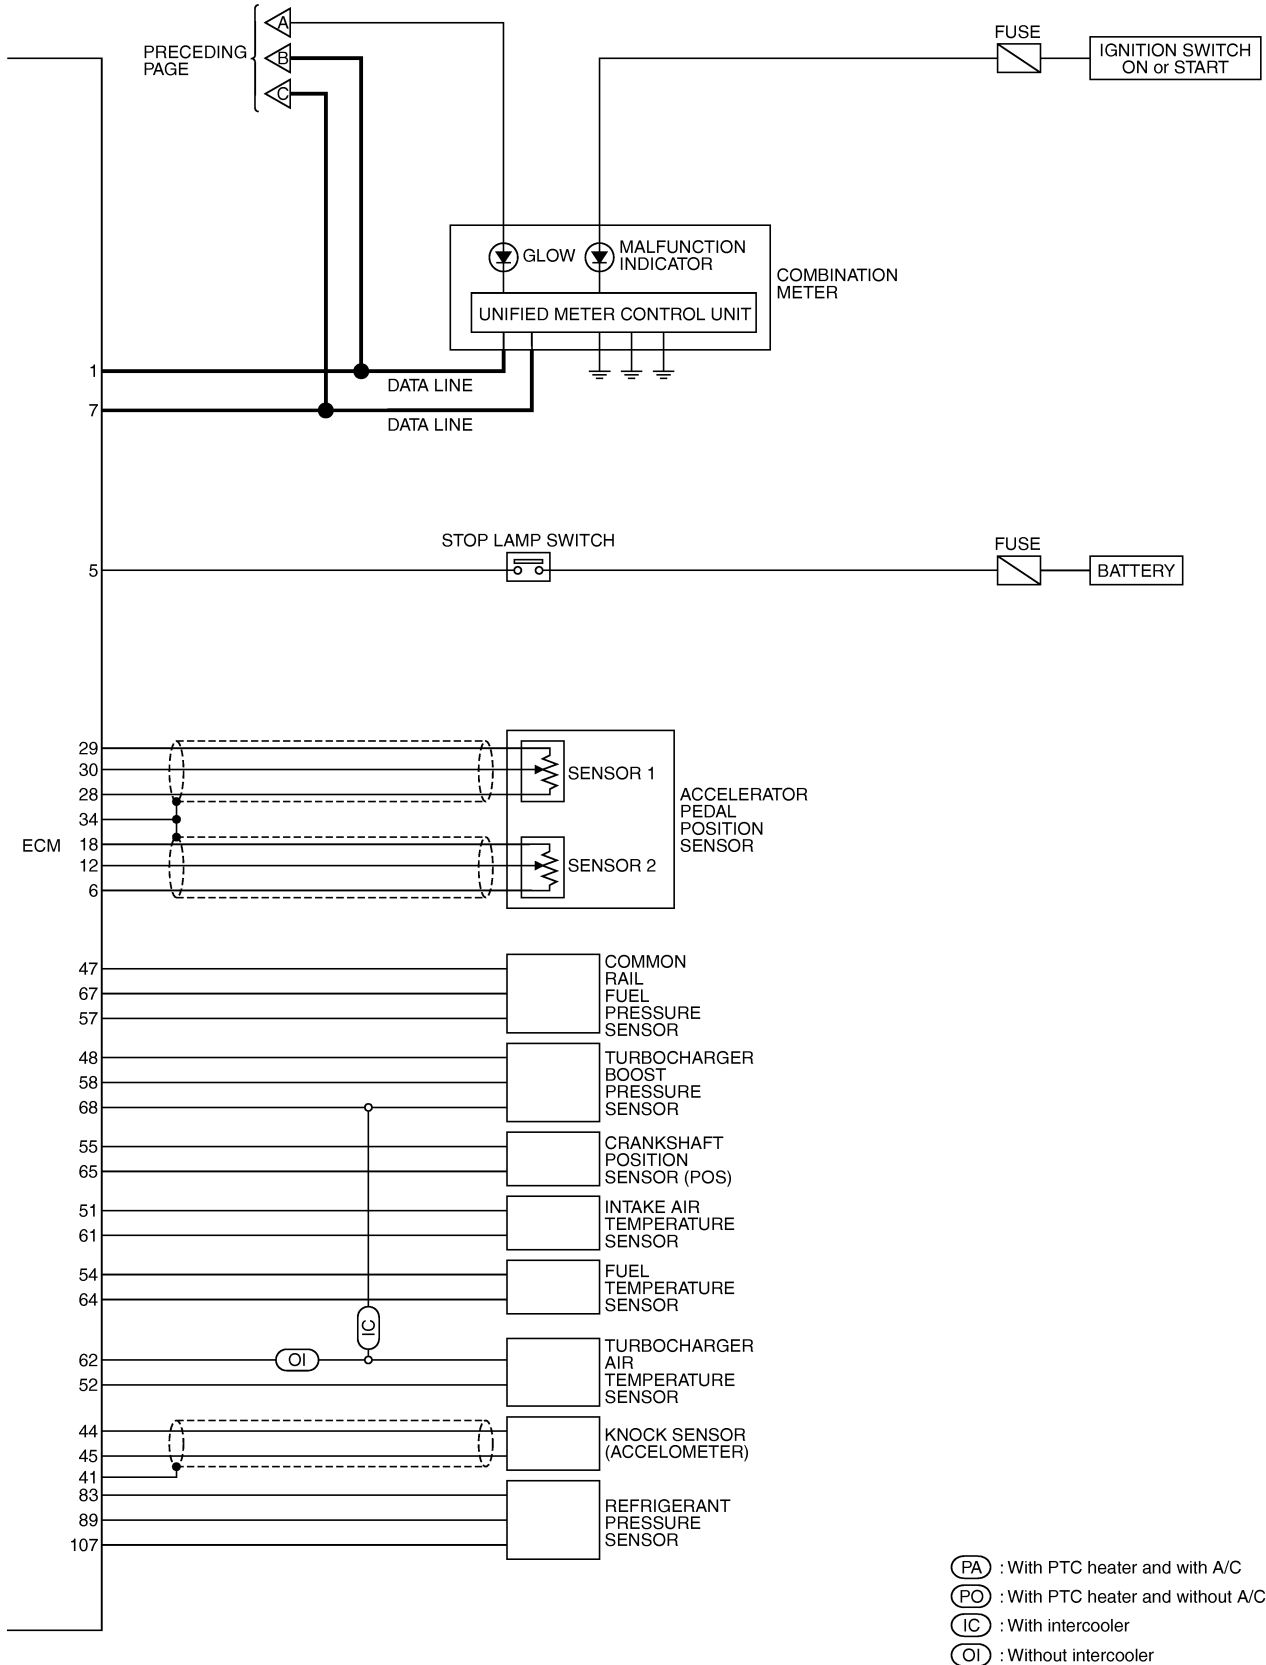 A
PRECEDING
PAGE
B
C
FUSE
IGNITION SWITCH
ON or START
GLOW
MALFUNCTION
INDICATOR
COMBINATION
METER
UNIFIED METER CONTROL UNIT
1
DATA LINE
7
DATA LINE
STOP LAMP SWITCH
FUSE
5
BATTERY
29
30
28
34
ECM
18
12
6
SENSOR 1
SENSOR 2
ACCELERATOR
PEDAL
POSITION
SENSOR
47
67
57
COMMON
RAIL
FUEL
PRESSURE
SENSOR
48
58
68
TURBOCHARGER
BOOST
PRESSURE
SENSOR
55
65
CRANKSHAFT
POSITION
SENSOR (POS)
51
61
INTAKE AIR
TEMPERATURE
SENSOR
54
64
FUEL
TEMPERATURE
SENSOR
IC
62
OI
52
TURBOCHARGER
AIR
TEMPERATURE
SENSOR
44
45
41
KNOCK SENSOR
(ACCELOMETER)
83
89
107
REFRIGERANT
PRESSURE
SENSOR
PA : With PTC heater and with A/C
PO : With PTC heater and without A/C
IC : With intercooler
OI : Without intercooler